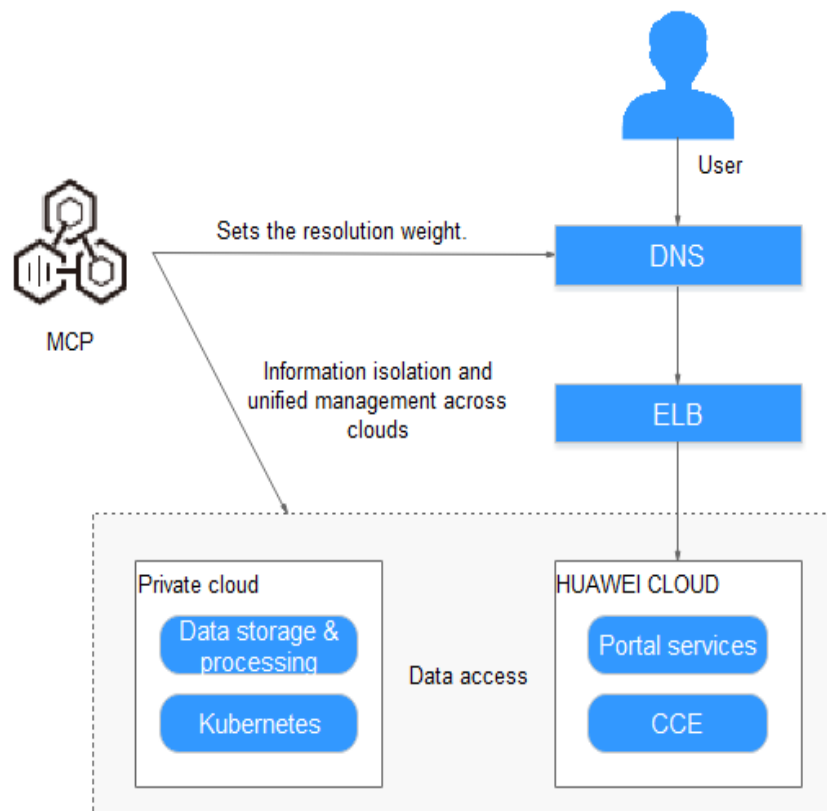 User
Sets the resolution weight.
DNS
MCP
Information isolation and
unified management across
clouds
ELB
Private cloud
Data storage &
processing
Kubernetes
Data access
HUAWEI CLOUD
Portal services
CCE